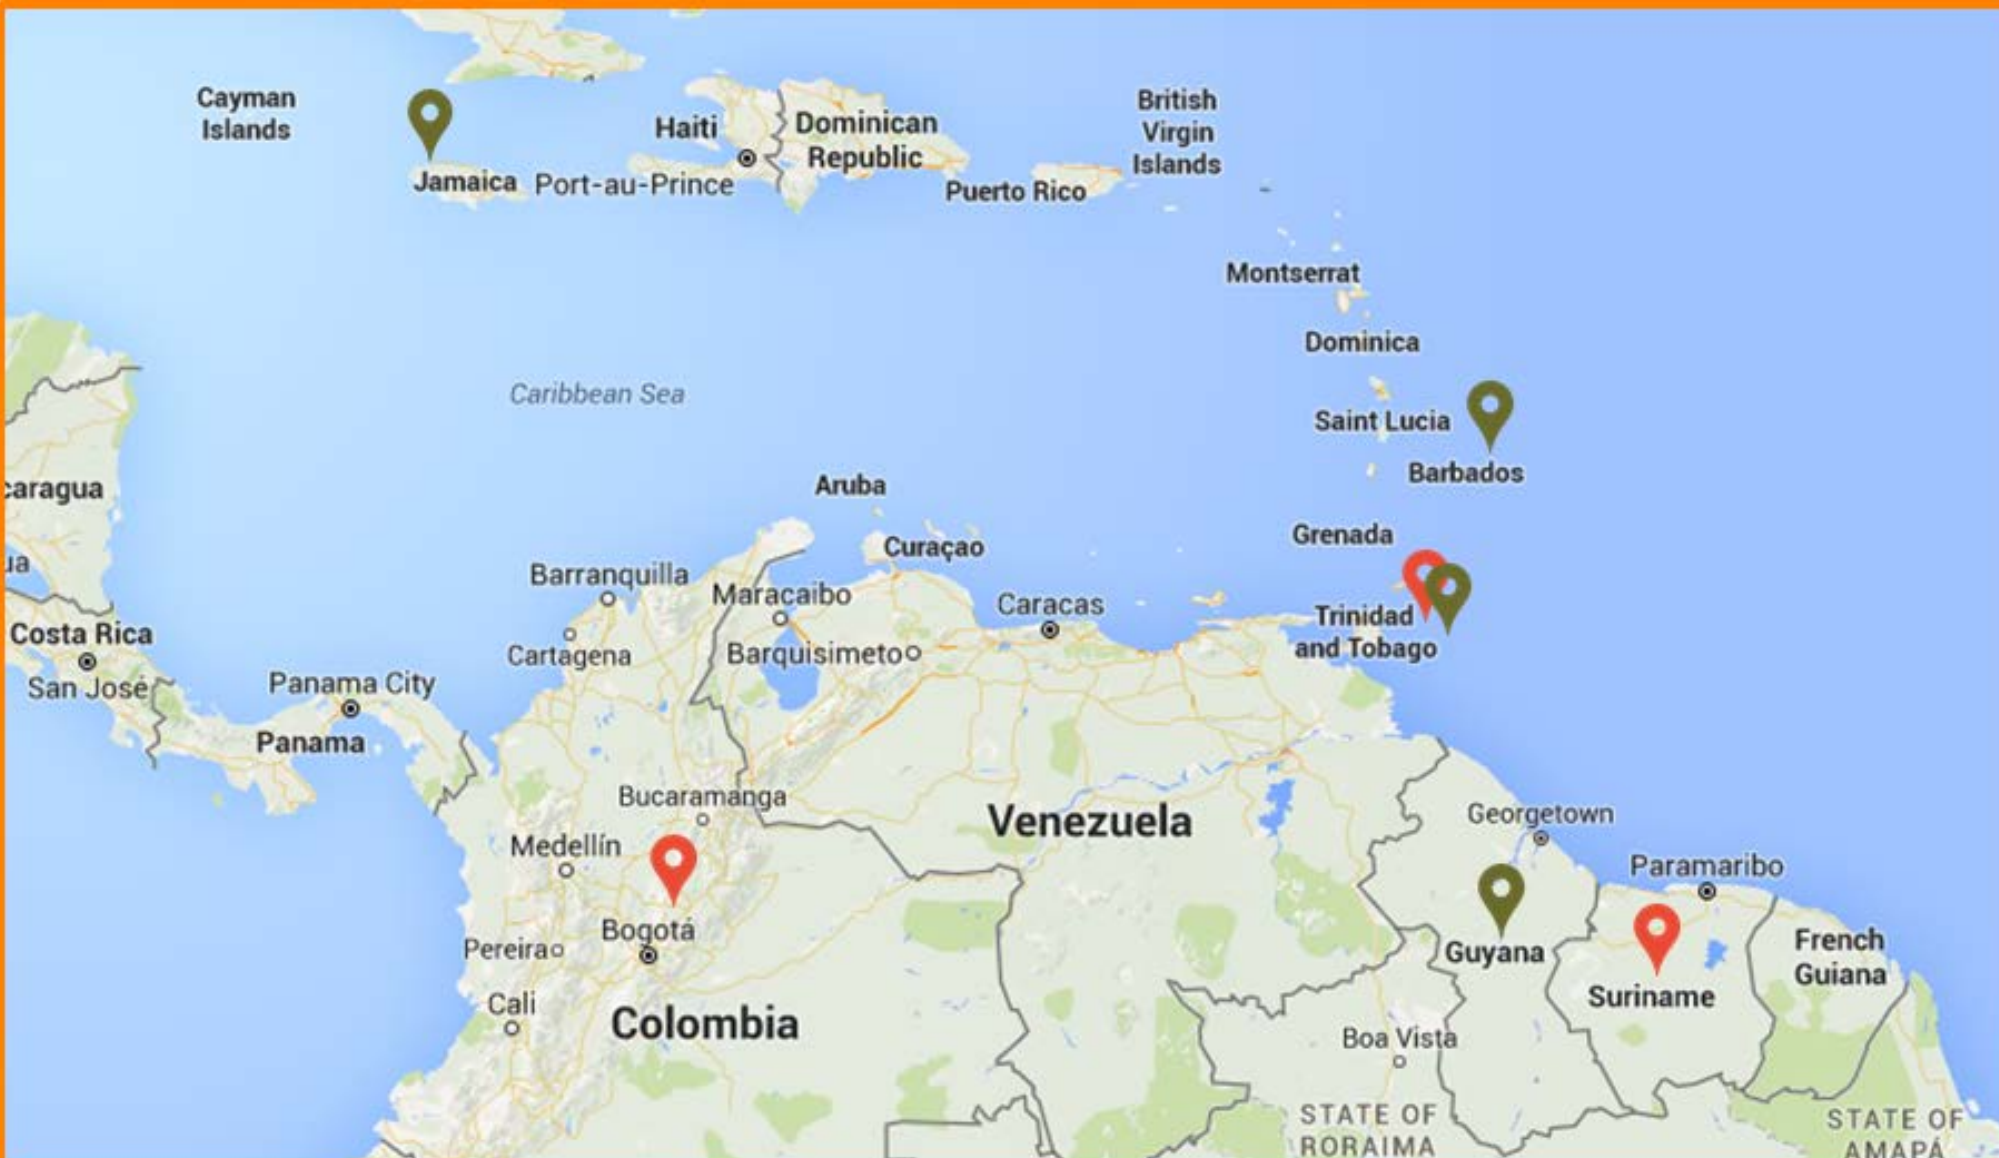 Cayman
Islands
Jamaica
Haiti
Port-au-Prince
Dominican
Republic
Puerto Rico
British
Virgin
Islands
Montserrat
Dominica
Caribbean Sea
Saint Lucia
Barbados
caragua
Aruba
Curaçao
Grenada
ua
Barranquilla
Maracaibo
Caracas
Trinidad
and Tobago
Costa Rica
San José
Cartagena
Barquisimeto
Panama City
Panama
Bucaramanga
Medellín
Venezuela
Georgetown
Paramaribo
Bogotá
Pereira
Guyana
French
Guiana
Suriname
Cali
Colombia
Boa Vista
STATE OF
RORAIMA
STATE OF
AMAPÁ